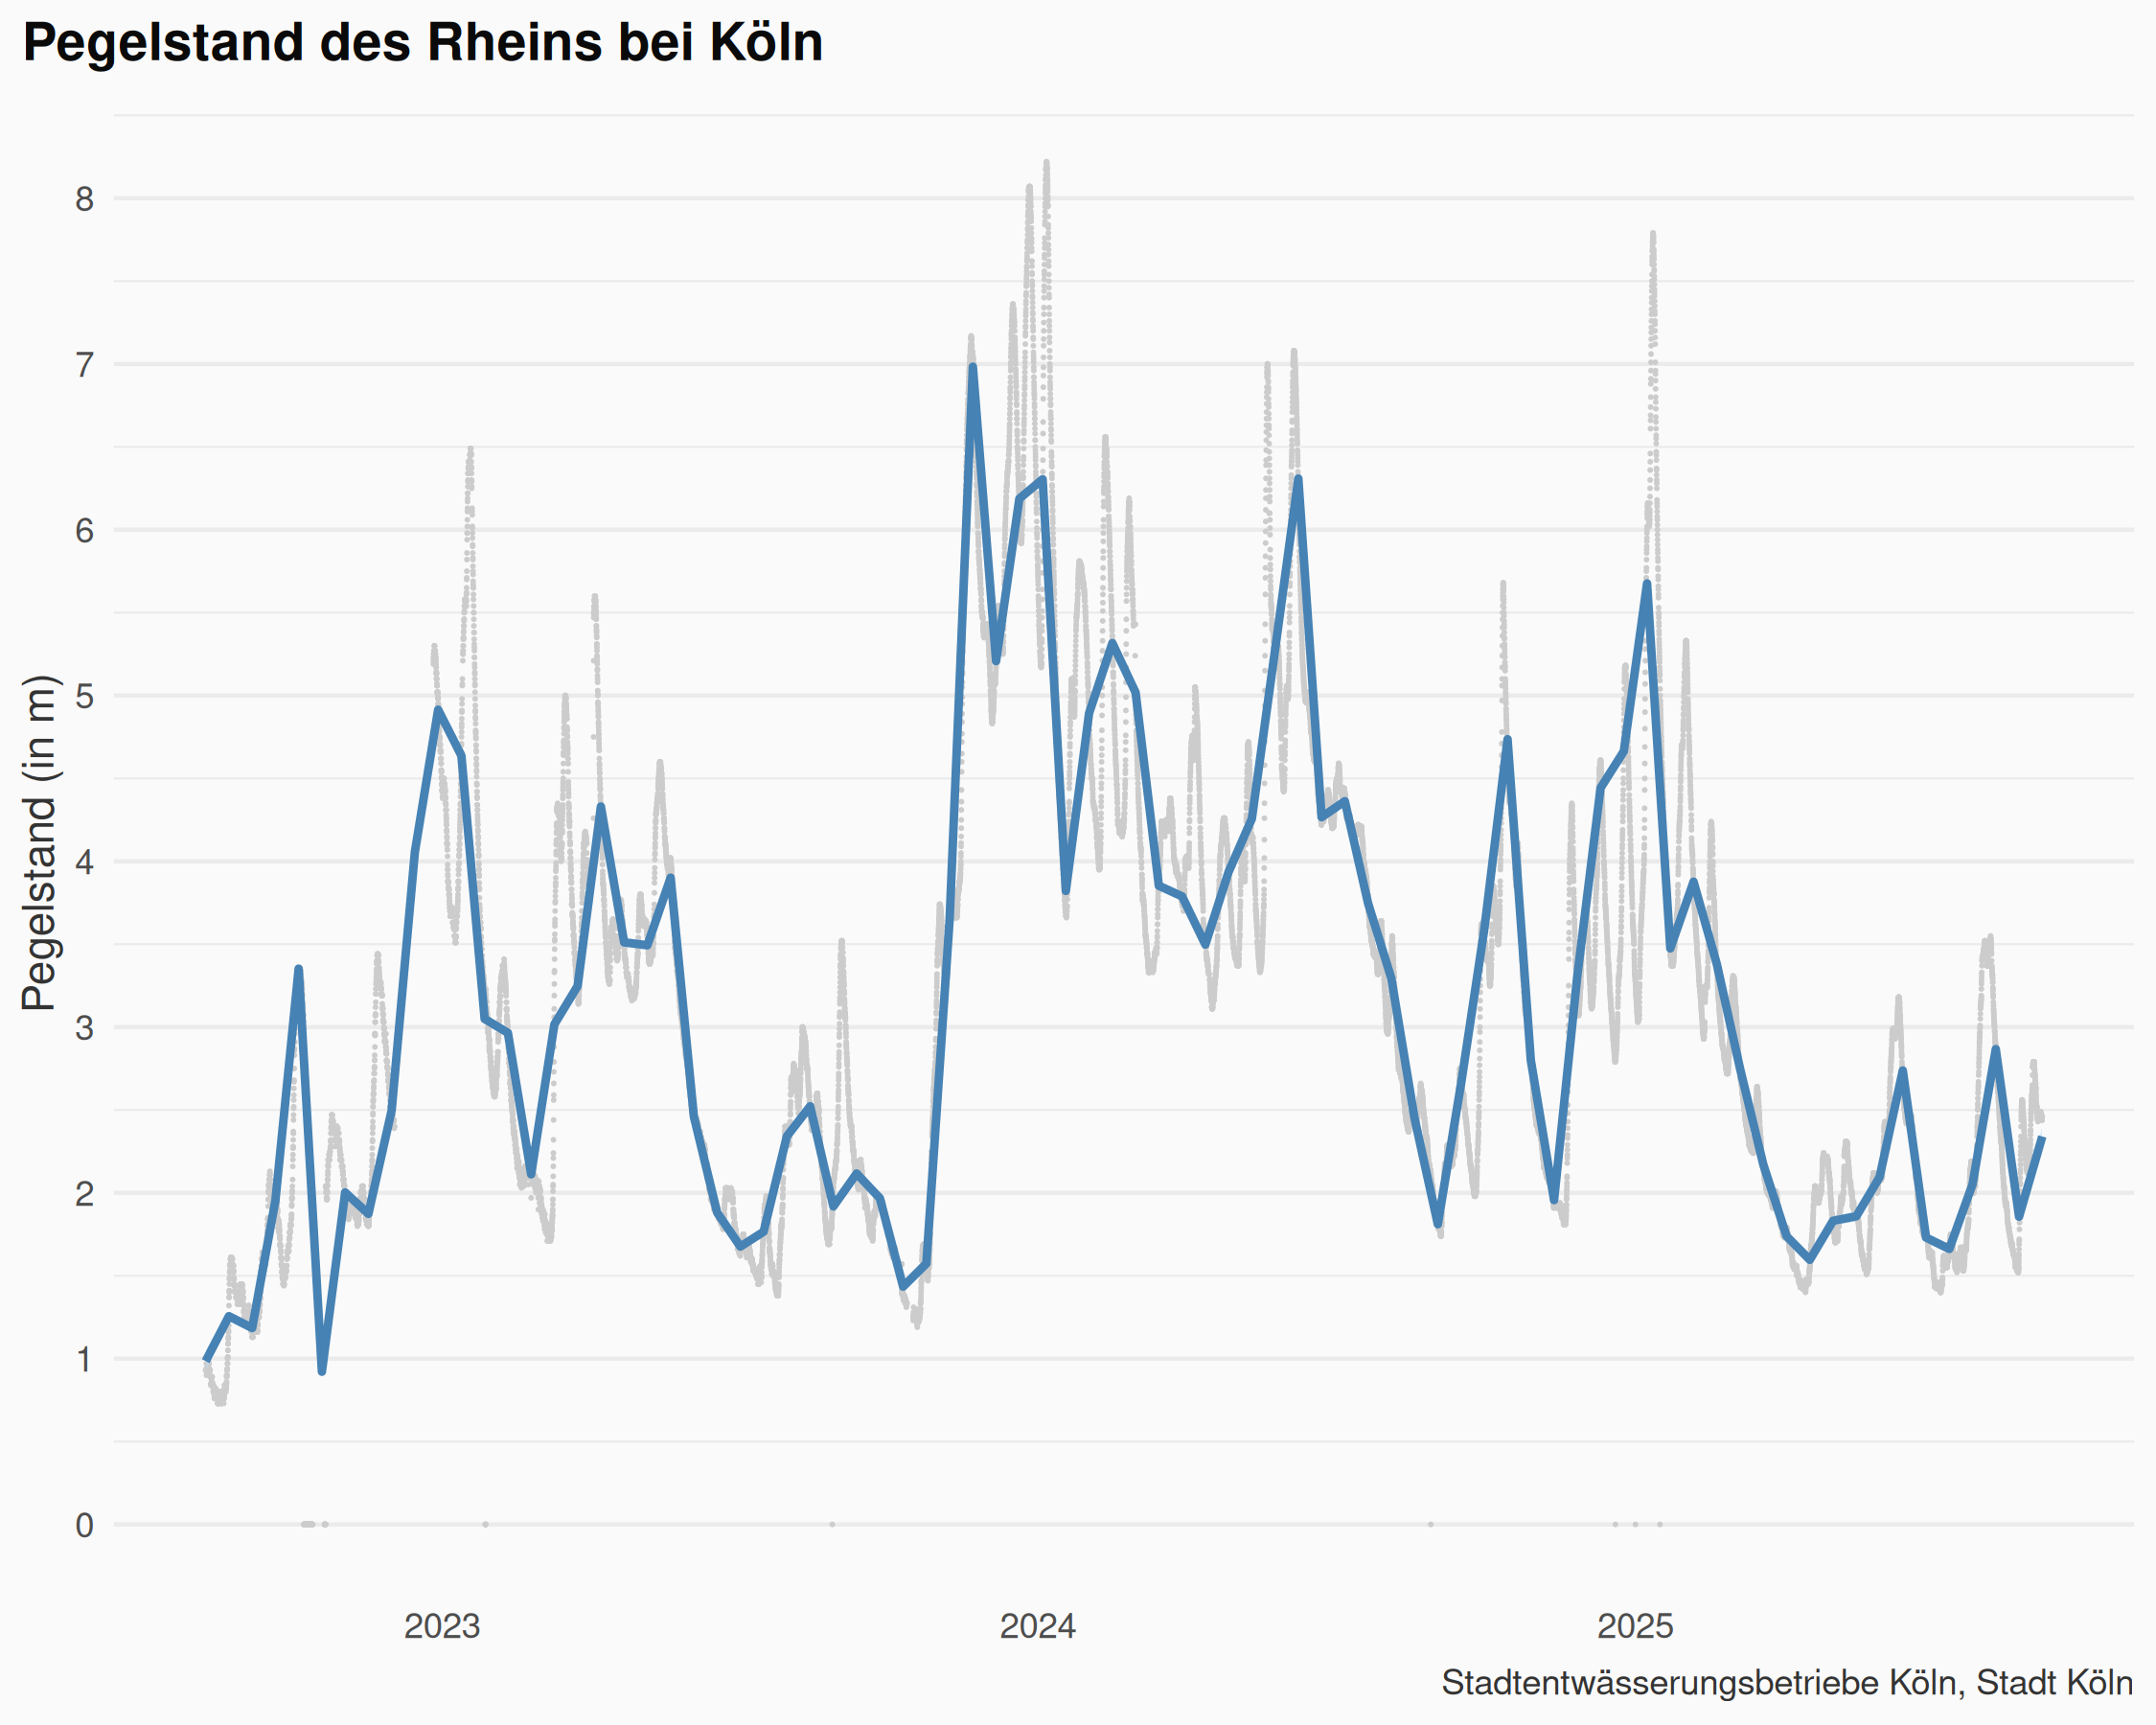 Pegelstand des Rheins bei Köln
Pegelstand (in m)
8
7
6
5
4
3
2
1
0
2023 2024 2025
Stadtentwässerungsbetriebe Köln, Stadt Köln